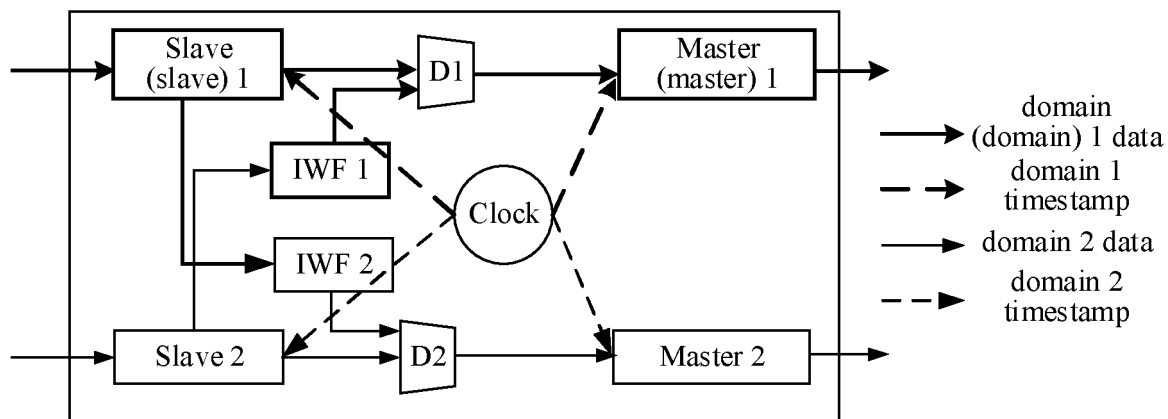 Slave
(slave) 1
D1
Master
(master) 1
IWF 1
Clock
IWF 2
Slave 2
D2
Master 2
domain
(domain) 1 data
domain 1
timestamp
domain 2 data
domain 2
timestamp